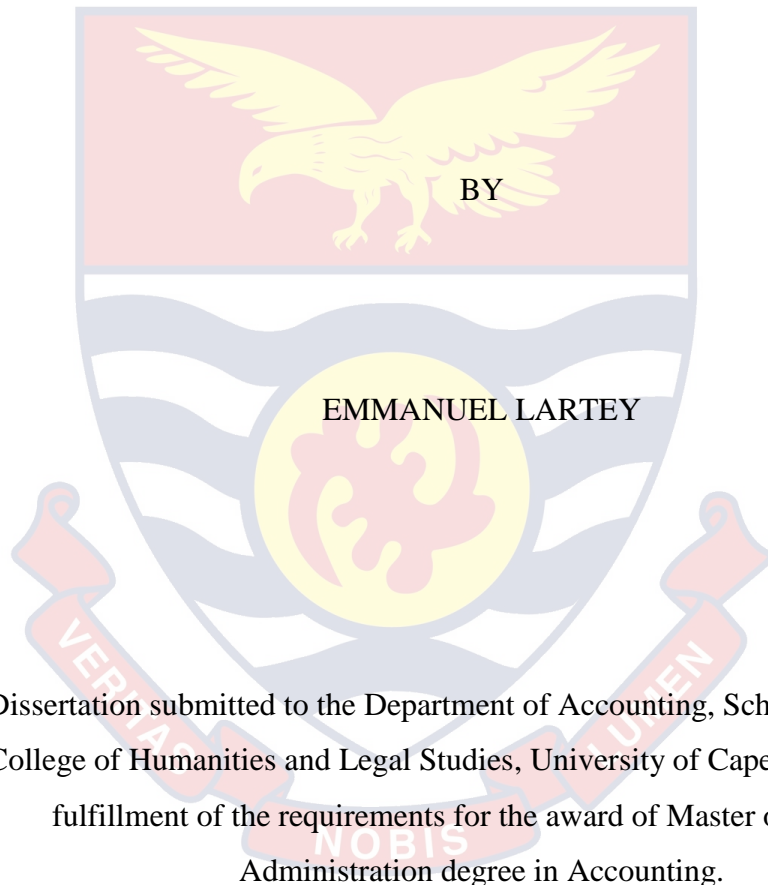 BY
EMMANUEL LARTEY
Dissertation submitted to the Department of Accounting, Sch
College of Humanities and Legal Studies, University of Cape
fulfillment of the requirements for the award of Master o
Administration degree in Accounting.
VERITAS
NOBIS
LUMEN